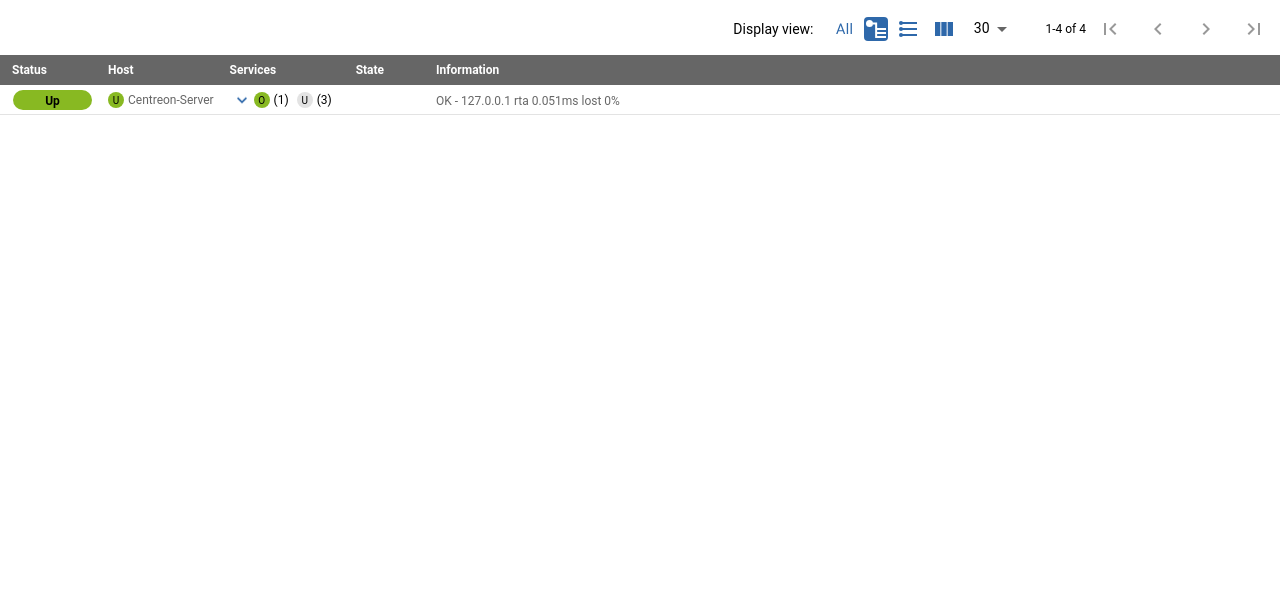 Display view: All 30 1-4 of 4
Status Host Services State Information
Up U Centreon-Server O (1) U (3) OK - 127.0.0.1 rta 0.051ms lost 0%